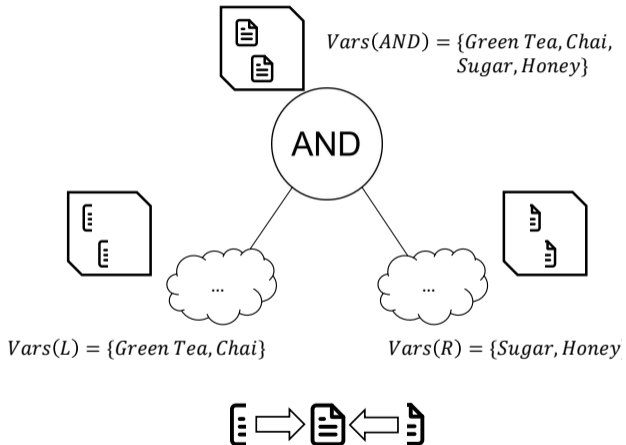 Vars(AND) = {Green Tea, Chai,
Sugar, Honey}
AND
...
...
Vars(L) = {Green Tea, Chai}
Vars(R) = {Sugar, Honey